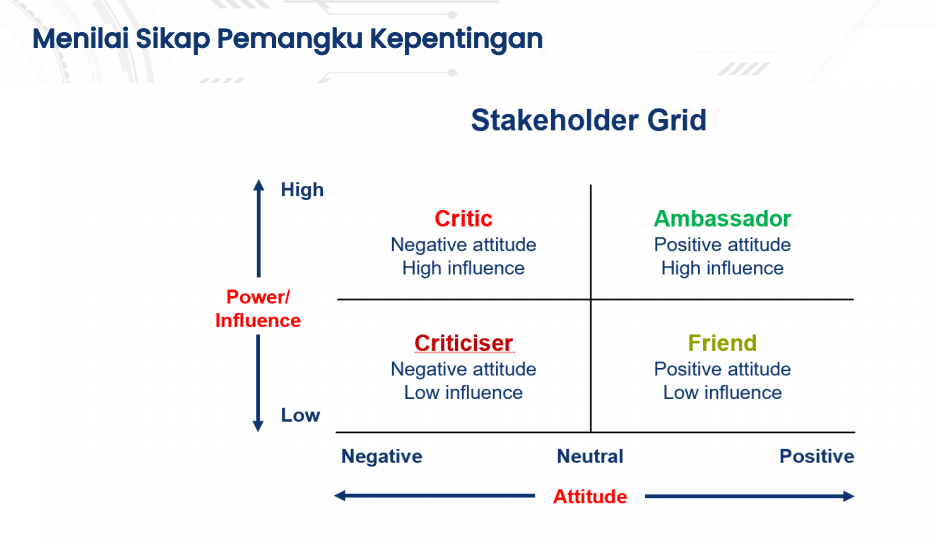 Menilai Sikap Pemangku Kepentingan
Stakeholder Grid
High
Critic
Negative attitude
High influence
Ambassador
Positive attitude
High influence
Power/
Influence
Criticiser
Negative attitude
Low influence
Friend
Positive attitude
Low influence
Low
Negative
Neutral
Positive
Attitude